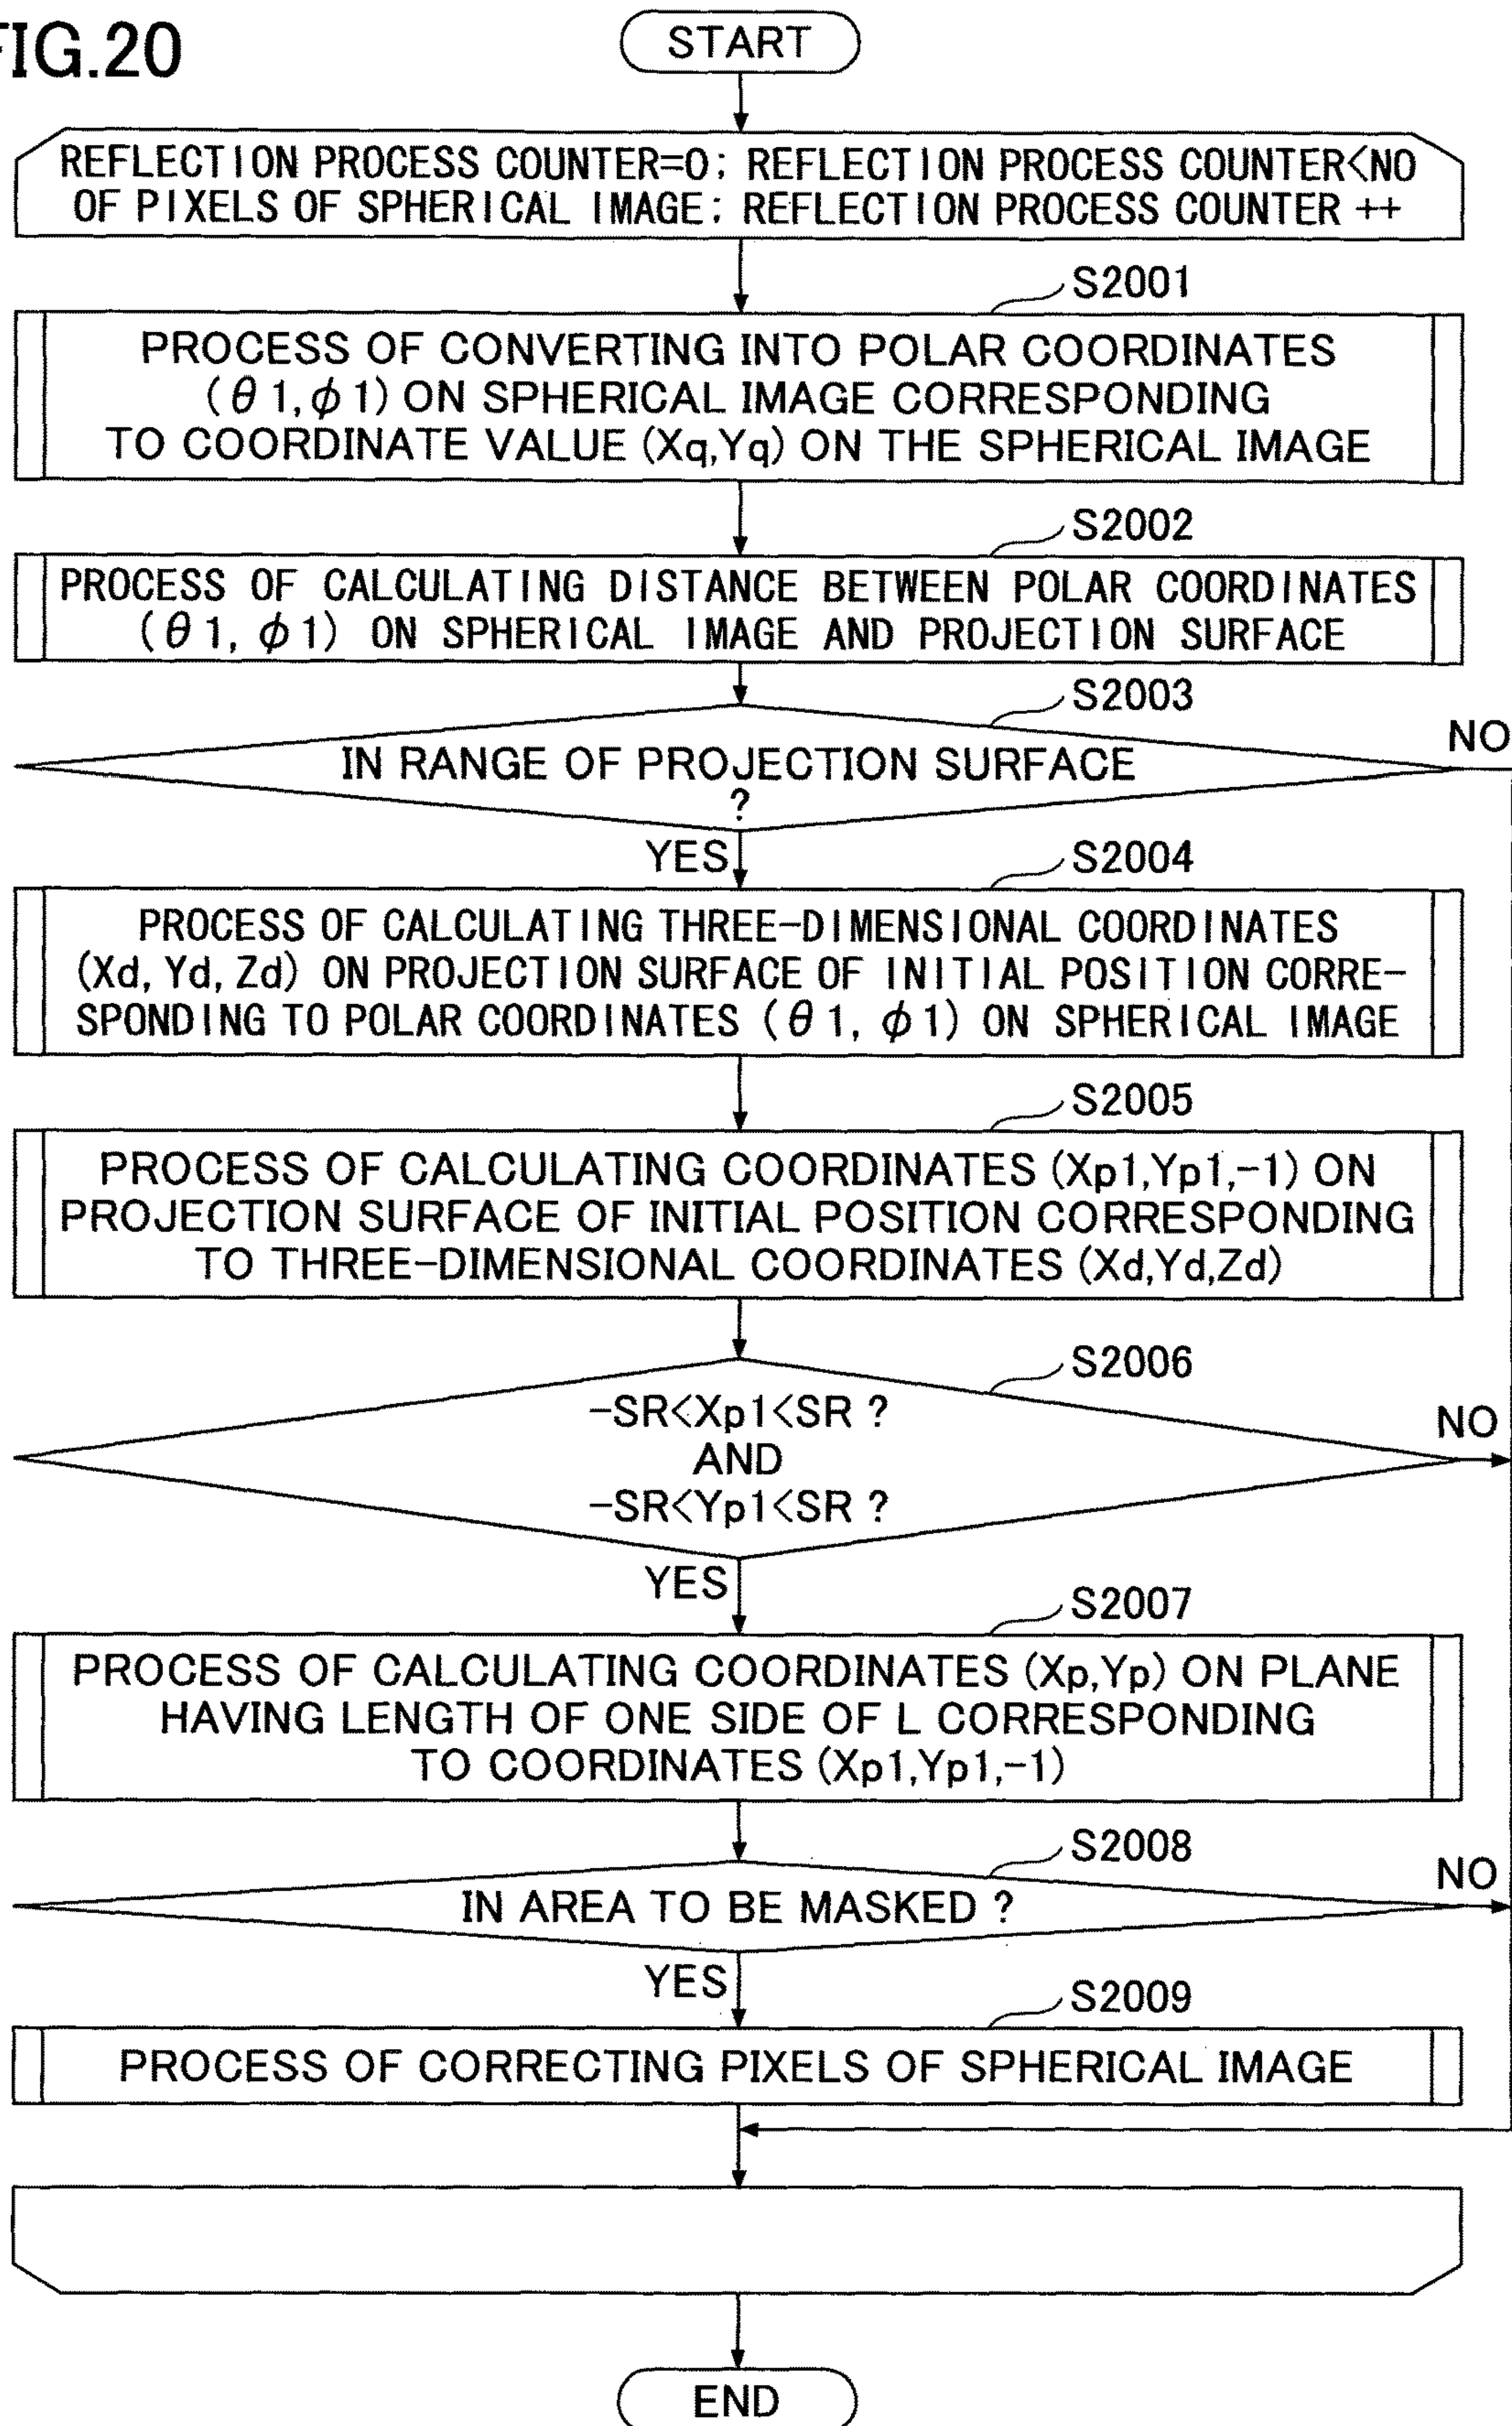 FIG.20
START
REFLECTION PROCESS COUNTER=0; REFLECTION PROCESS COUNTER<NO
OF PIXELS OF SPHERICAL IMAGE; REFLECTION PROCESS COUNTER ++
S2001
PROCESS OF CONVERTING INTO POLAR COORDINATES
(θ1,φ1) ON SPHERICAL IMAGE CORRESPONDING
TO COORDINATE VALUE (Xq,Yq) ON THE SPHERICAL IMAGE
S2002
PROCESS OF CALCULATING DISTANCE BETWEEN POLAR COORDINATES
(θ1, φ1) ON SPHERICAL IMAGE AND PROJECTION SURFACE
S2003
IN RANGE OF PROJECTION SURFACE
?
NO
YES
S2004
PROCESS OF CALCULATING THREE-DIMENSIONAL COORDINATES
(Xd, Yd, Zd) ON PROJECTION SURFACE OF INITIAL POSITION CORRE-
SPONDING TO POLAR COORDINATES (θ1, φ1) ON SPHERICAL IMAGE
S2005
PROCESS OF CALCULATING COORDINATES (Xp1,Yp1,-1) ON
PROJECTION SURFACE OF INITIAL POSITION CORRESPONDING
TO THREE-DIMENSIONAL COORDINATES (Xd,Yd,Zd)
S2006
-SR<Xp1<SR ?
AND
-SR<Yp1<SR ?
NO
YES
S2007
PROCESS OF CALCULATING COORDINATES (Xp,Yp) ON PLANE
HAVING LENGTH OF ONE SIDE OF L CORRESPONDING
TO COORDINATES (Xp1,Yp1,-1)
S2008
IN AREA TO BE MASKED ?
NO
YES
S2009
PROCESS OF CORRECTING PIXELS OF SPHERICAL IMAGE
END